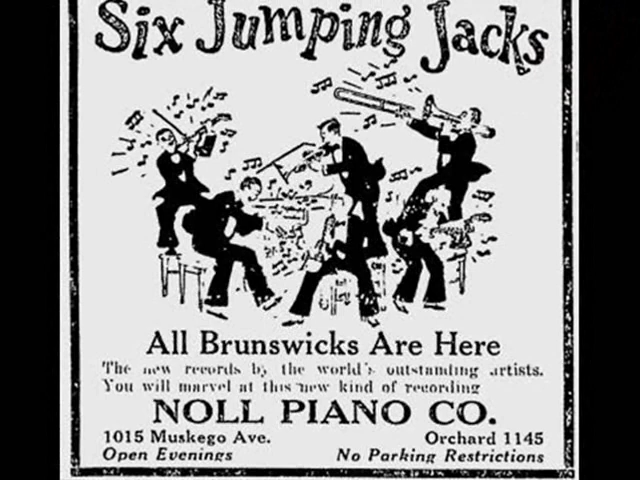 Six Jumping Jacks
All Brunswicks Are Here
The new records by the world's outstanding artists.
You will marvel at this new kind of recording
NOLL PIANO CO.
1015 Muskego Ave. Orchard 1145
Open Evenings No Parking Restrictions